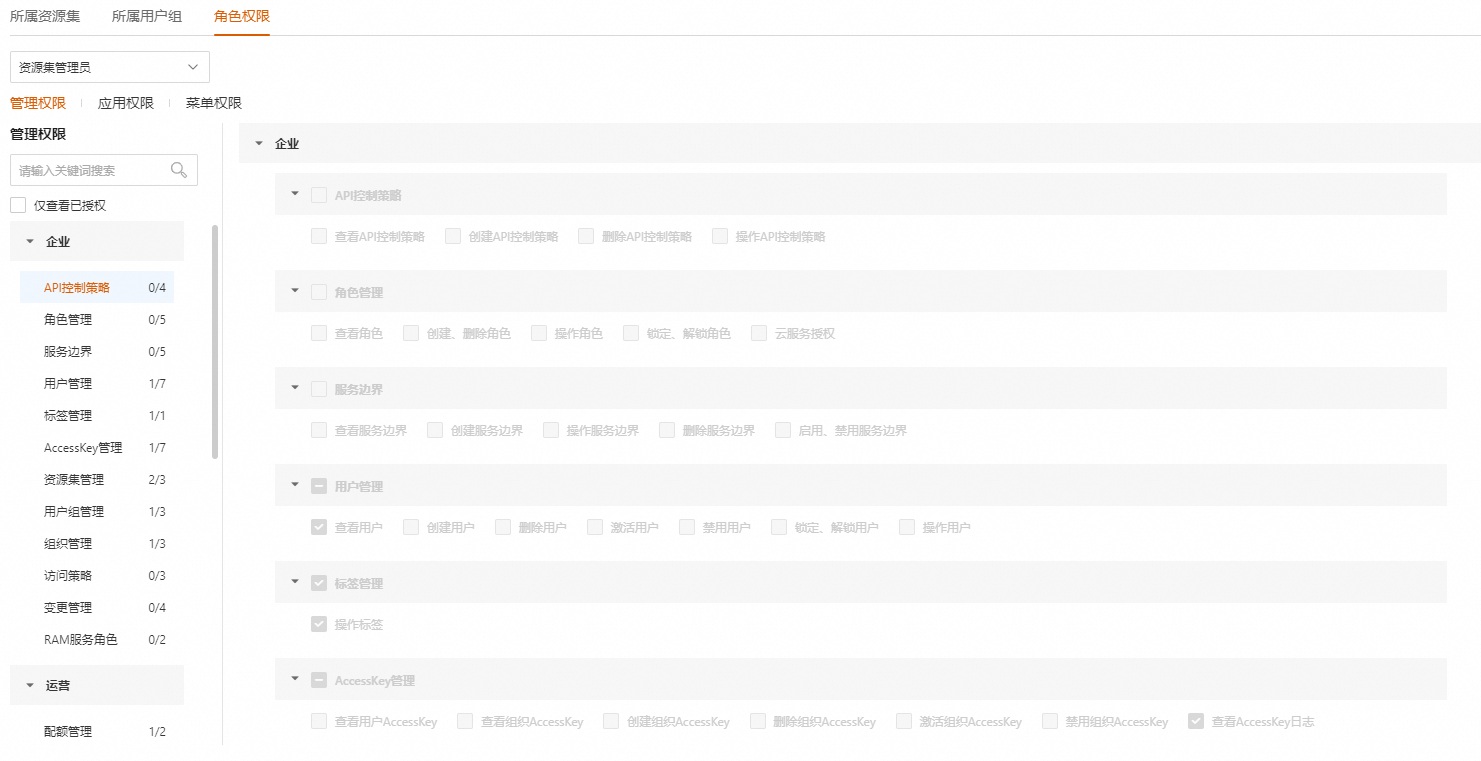 所属资源集 所属用户组 角色权限
资源集管理员
管理权限 应用权限 菜单权限
管理权限
请输入关键词搜索
仅查看已授权
企业
API控制策略 0/4
角色管理 0/5
服务边界 0/5
用户管理 1/7
标签管理 1/1
AccessKey管理 1/7
资源集管理 2/3
用户组管理 1/3
组织管理 1/3
访问策略 0/3
变更管理 0/4
RAM服务角色 0/2
运营
配额管理 1/2
企业
API控制策略
查看API控制策略 创建API控制策略 删除API控制策略 操作API控制策略
角色管理
查看角色 创建、删除角色 操作角色 锁定、解锁角色 云服务授权
服务边界
查看服务边界 创建服务边界 操作服务边界 删除服务边界 启用、禁用服务边界
用户管理
查看用户 创建用户 删除用户 激活用户 禁用用户 锁定、解锁用户 操作用户
标签管理
操作标签
AccessKey管理
查看用户AccessKey 查看组织AccessKey 创建组织AccessKey 删除组织AccessKey 激活组织AccessKey 禁用组织AccessKey 查看AccessKey日志